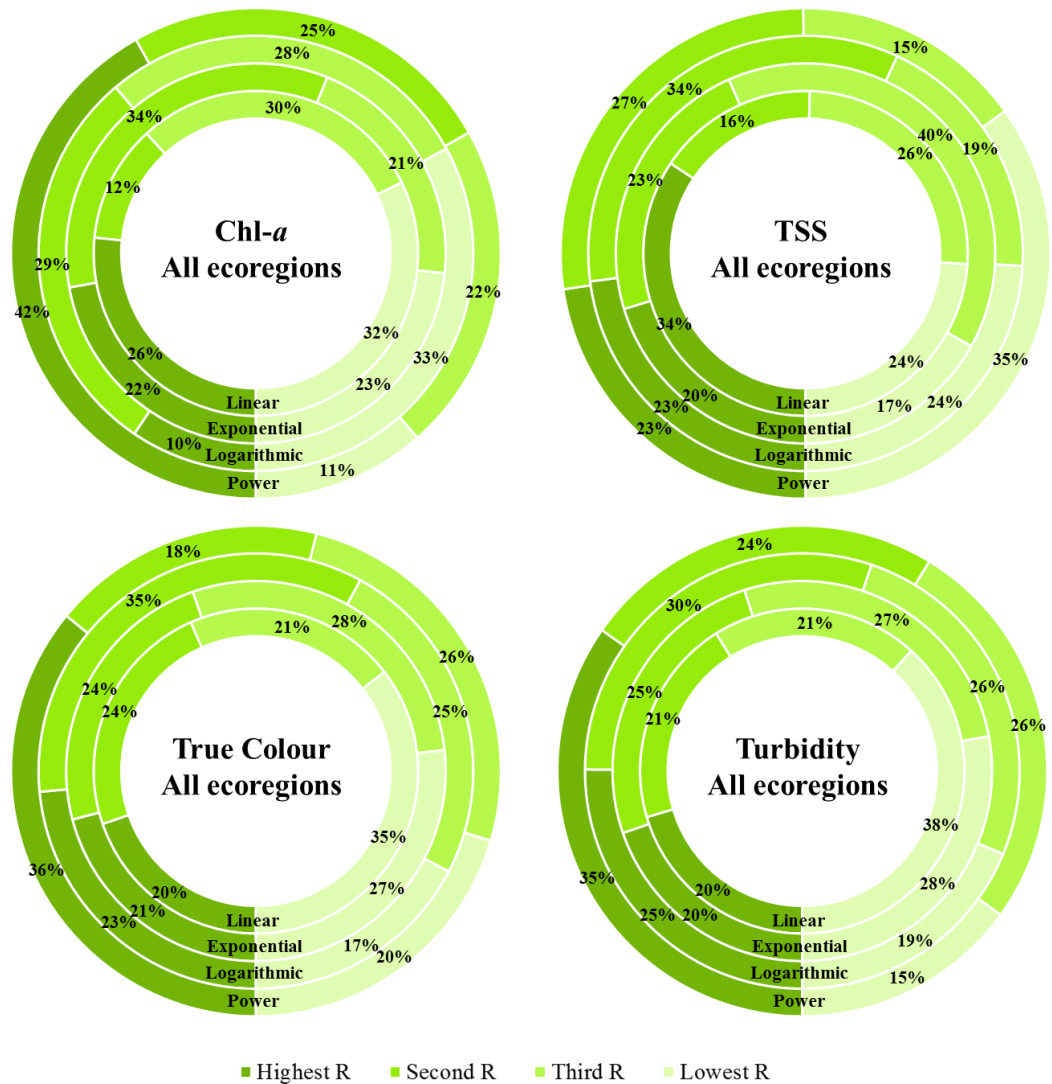 25%
28%
34%
30%
12%
21%
Chl-a
All ecoregions
29%
42%
22%
32%
26%
33%
22%
23%
10%
11%
Linear
Exponential
Logarithmic
Power
15%
27%
34%
16%
40%
19%
26%
23%
TSS
All ecoregions
34%
35%
24%
20%
17%
24%
23%
23%
Linear
Exponential
Logarithmic
Power
18%
35%
21%
28%
26%
24%
24%
25%
True Colour
All ecoregions
35%
36%
20%
27%
21%
23%
17%
20%
Linear
Exponential
Logarithmic
Power
24%
30%
21%
27%
25%
26%
21%
26%
Turbidity
All ecoregions
38%
35%
20%
28%
25%
20%
19%
15%
Linear
Exponential
Logarithmic
Power
Highest R Second R Third R Lowest R